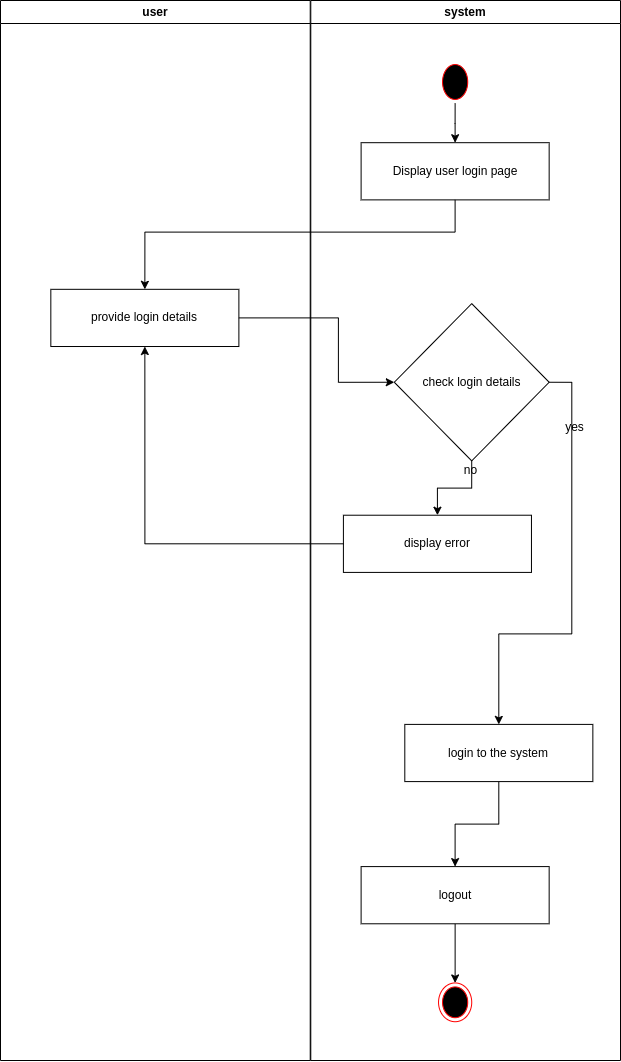 user
system
Display user login page
provide login details
check login details
yes
no
display error
login to the system
logout